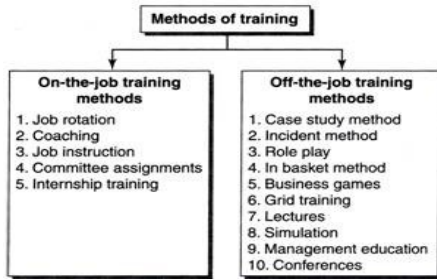 Methods of training
On-the-job training
methods
1. Job rotation
2. Coaching
3. Job instruction
4. Committee assignments
5. Internship training
Off-the-job training
methods
1. Case study method
2. Incident method
3. Role play
4. In basket method
5. Business games
6. Grid training
7. Lectures
8. Simulation
9. Management education
10. Conferences